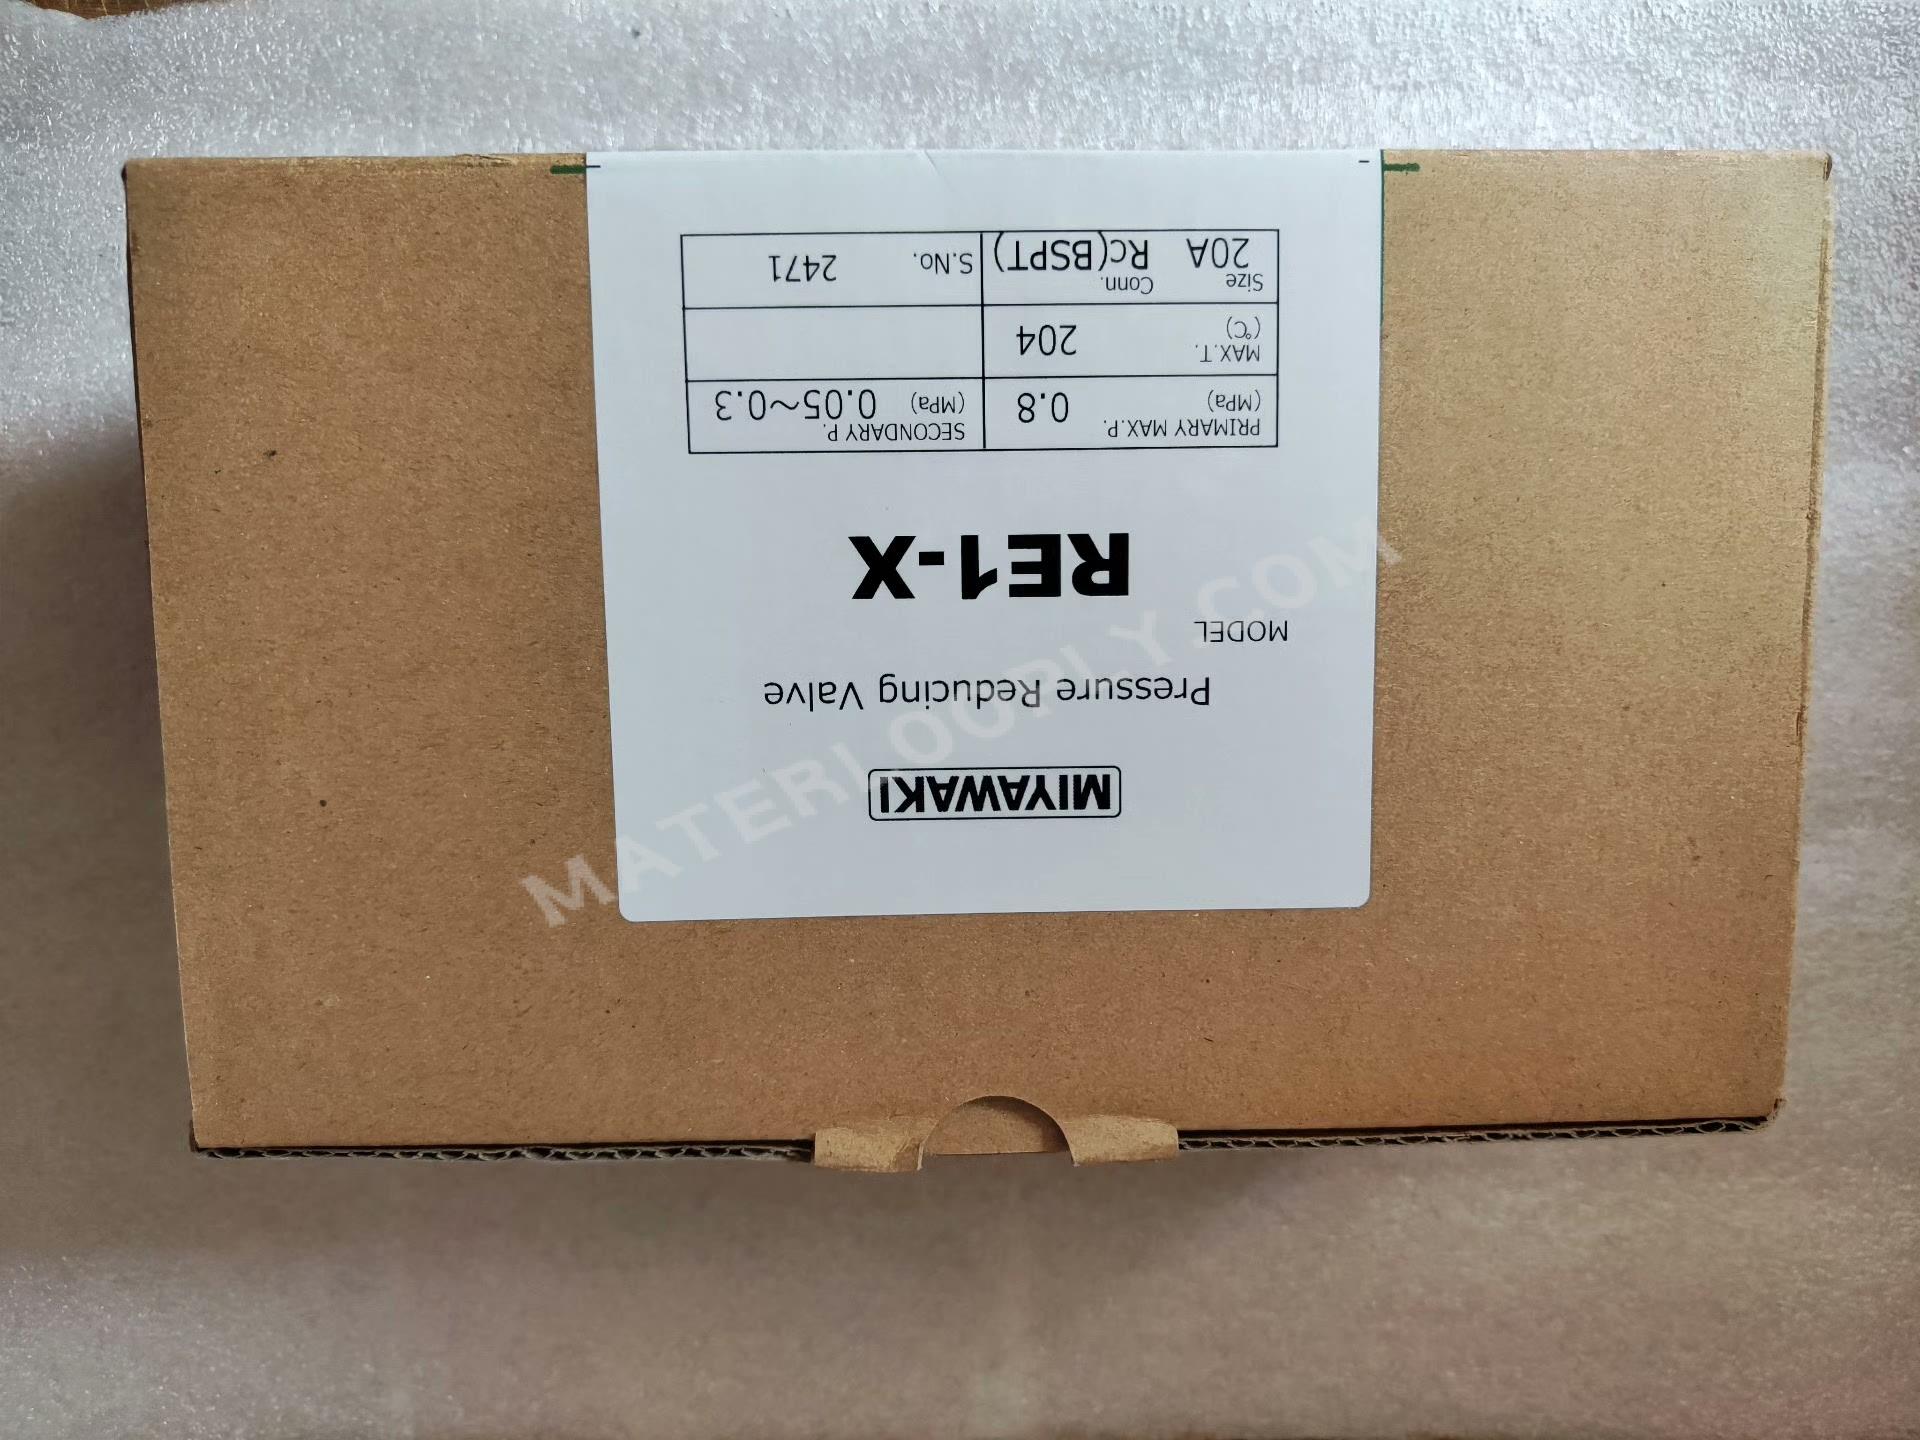 MIYAWAKI
Pressure Reducing Valve
MODEL
RE1-X
PRIMARY MAX.P. (MPa) 0.8
SECONDARY P. (MPa) 0.05~0.3
MAX.T. (℃) 204
Size 20A Conn. Rc(BSPT)
S.No. 2471
MATERLOOPLY.COM